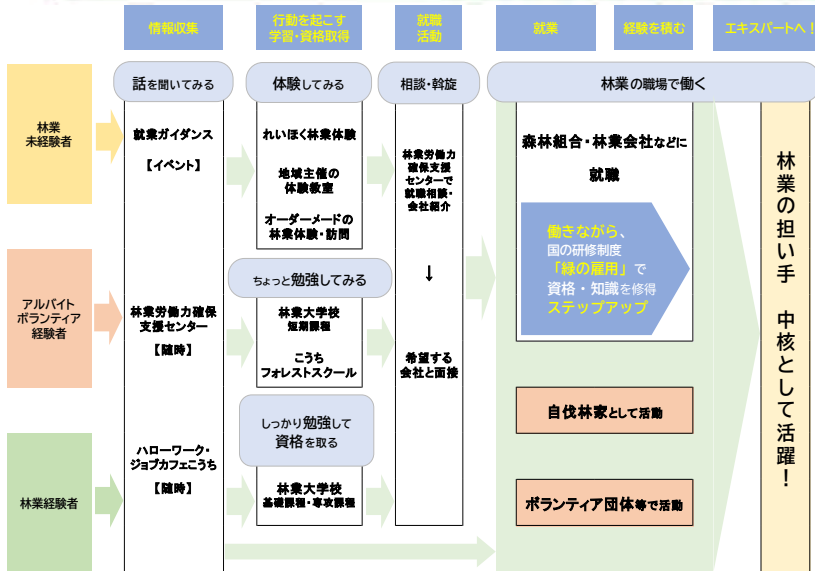 情報収集
行動を起こす
学習・資格取得
就職
活動
就業
経験を積む
エキスパートへ!
話を聞いてみる
体験してみる
相談・斡旋
林業の職場で働く
林業
未経験者
就業ガイダンス
【イベント】
れいほく林業体験
地域主催の
体験教室
オーダーメードの
林業体験・訪問
林業労働力
確保支援
センターで
就職相談・
会社紹介
↓
希望する
会社と面接
森林組合・林業会社などに
就職
働きながら、
国の研修制度
「緑の雇用」で
資格・知識を修得
ステップアップ
林業の担い手 中核として活躍!
アルバイト
ボランティア
経験者
林業労働力確保
支援センター
【随時】
ちょっと勉強してみる
林業大学校
短期課程
こうち
フォレストスクール
自伐林家として活動
しっかり勉強して
資格を取る
林業経験者
ハローワーク・
ジョブカフェこうち
【随時】
林業大学校
基礎課程・専攻課程
ボランティア団体等で活動